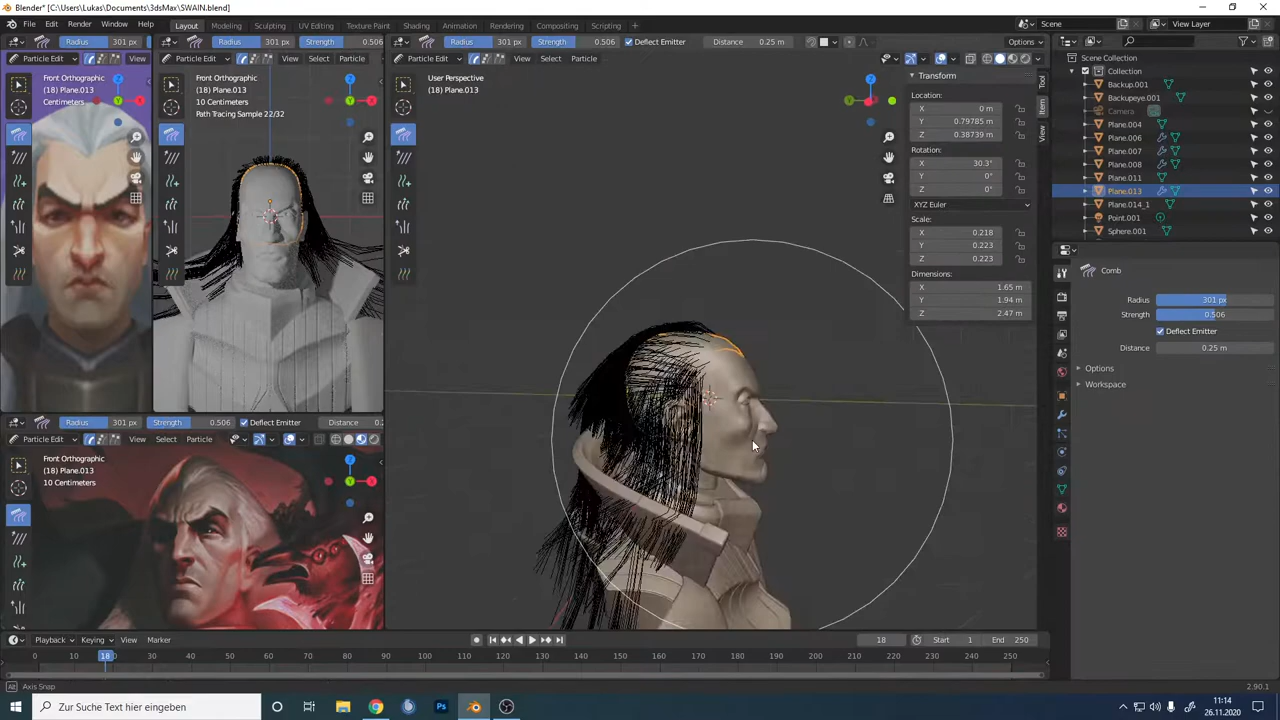 Blender* [C:\Users\Lukas\Documents\3dsMax\SWAIN.blend]
File Edit Render Window Help Layout Modeling Sculpting UV Editing Texture Paint Shading Animation Rendering Compositing Scripting Scene View Layer
Radius 301 px Radius 301 px Strength 0.506 Radius 301 px Strength 0.506 Deflect Emitter Distance 0.25 m Options
Particle Edit View Particle Edit View Select Particle Edit View Select Particle
Front Orthographic
(18) Plane.013
Centimeters
Front Orthographic
(18) Plane.013
10 Centimeters
Path Tracing Sample 22/32
User Perspective
(18) Plane.013
Transform
Location:
X 0 m
Y 0.79785 m
Z 0.38739 m
Rotation:
X 30.3°
Y 0°
Z 0°
XYZ Euler
Scale:
X 0.218
Y 0.223
Z 0.223
Dimensions:
X 1.65 m
Y 1.94 m
Z 2.47 m
Tool
Item
View
Scene Collection
Collection
Backup.001
Backupeye.001
Camera
Plane.004
Plane.006
Plane.007
Plane.008
Plane.011
Plane.013
Plane.014_1
Point.001
Sphere.001
Comb
Radius 301 px
Strength 0.506
Deflect Emitter
Distance 0.25 m
Options
Workspace
Radius 301 px Strength 0.506 Deflect Emitter Distance 0.2
Particle Edit View Select Particle
Front Orthographic
(18) Plane.013
10 Centimeters
Playback Keying View Marker 18 Start 1 End 250
0 10 18 20 30 40 50 60 70 80 90 100 110 120 130 140 150 160 170 180 190 200 210 220 230 240 250
Axis Snap 2.90.1
Zur Suche Text hier eingeben
11:14
26.11.2020